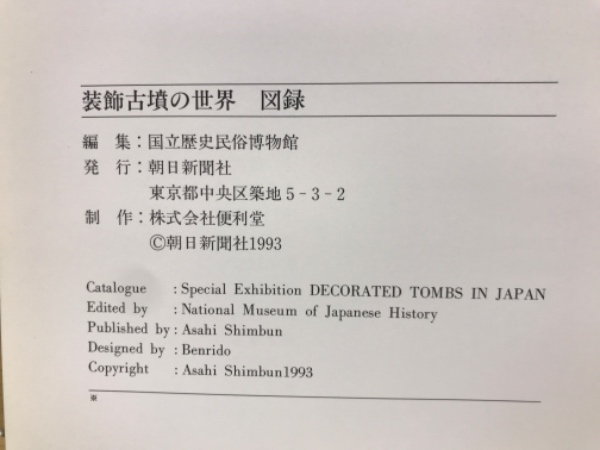 装飾古墳の世界　図録
編　集：国立歴史民俗博物館
発　行：朝日新聞社
東京都中央区築地5－3－2
制　作：株式会社便利堂
©朝日新聞社1993
Catalogue : Special Exhibition DECORATED TOMBS IN JAPAN
Edited by : National Museum of Japanese History
Published by : Asahi Shimbun
Designed by : Benrido
Copyright : Asahi Shimbun1993
※